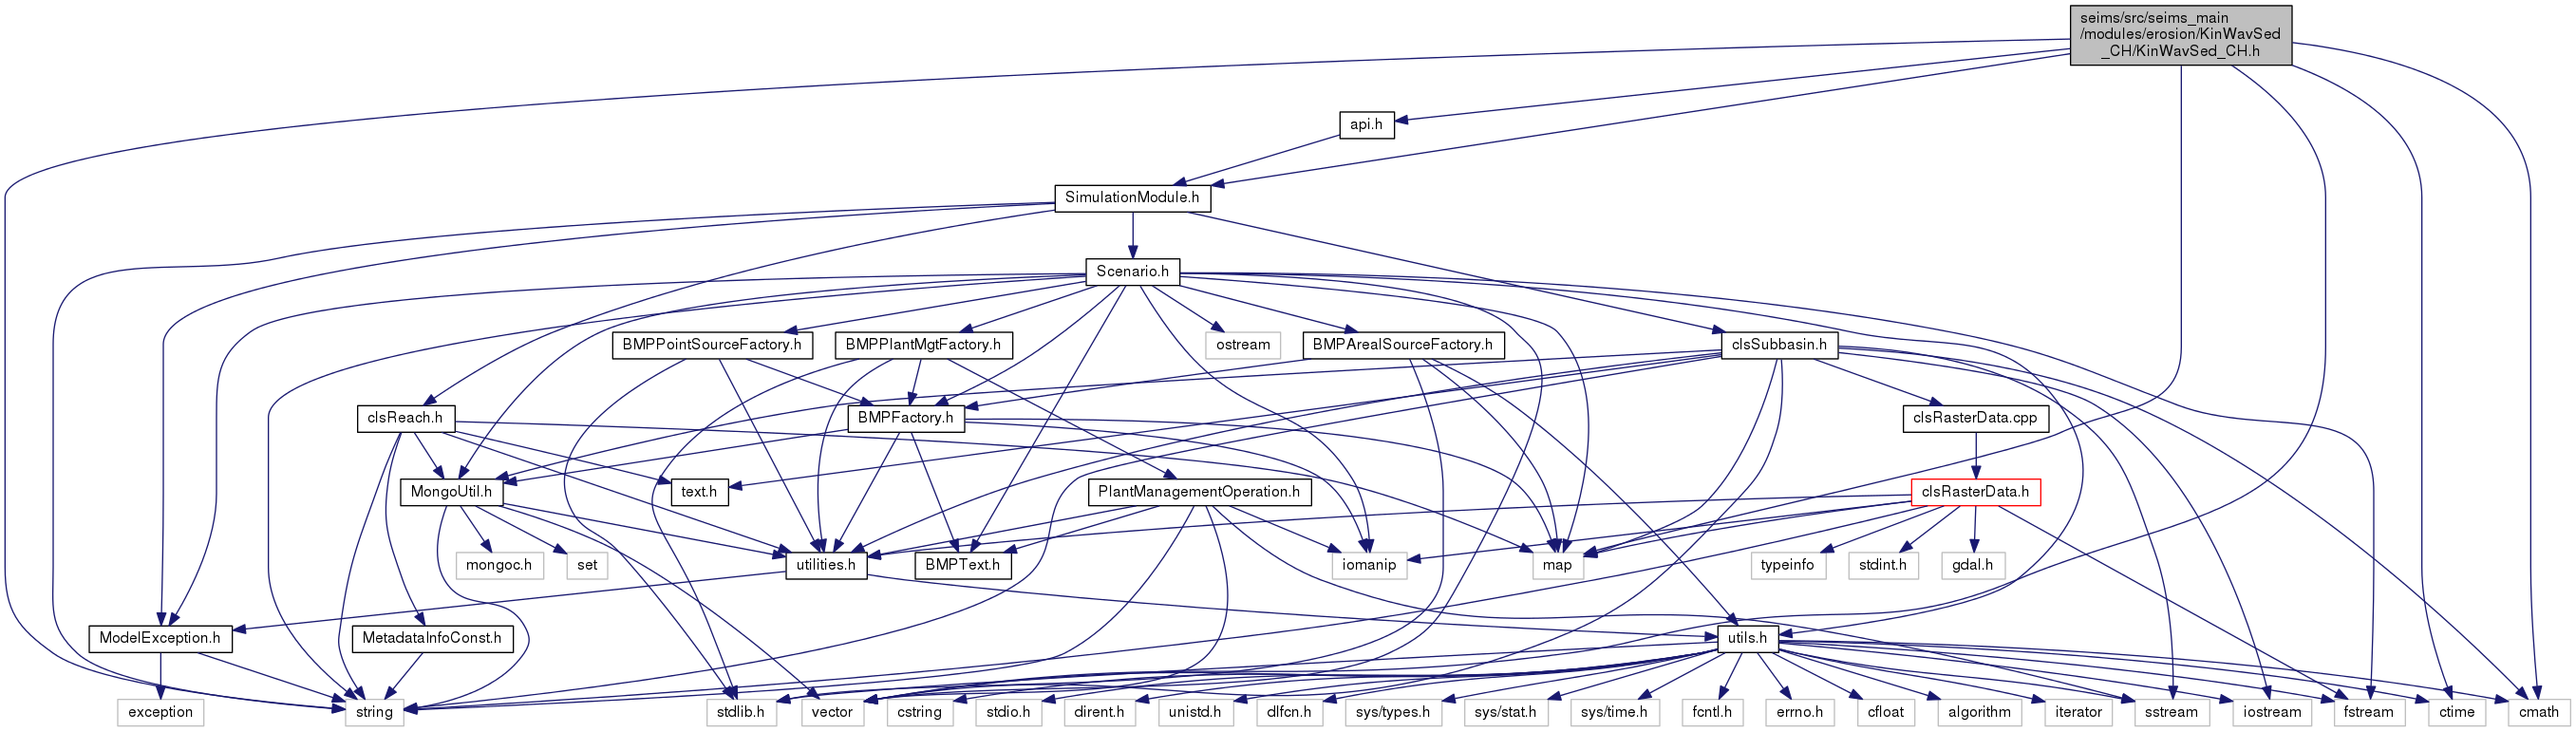 seims/src/seims_main
/modules/erosion/KinWavSed
_CH/KinWavSed_CH.h
api.h
SimulationModule.h
Scenario.h
BMPPointSourceFactory.h
BMPPlantMgtFactory.h
ostream
BMPArealSourceFactory.h
clsSubbasin.h
clsReach.h
BMPFactory.h
clsRasterData.cpp
MongoUtil.h
text.h
PlantManagementOperation.h
clsRasterData.h
mongoc.h
set
utilities.h
BMPText.h
iomanip
map
typeinfo
stdint.h
gdal.h
ModelException.h
MetadataInfoConst.h
utils.h
exception
string
stdlib.h
vector
cstring
stdio.h
dirent.h
unistd.h
dlfcn.h
sys/types.h
sys/stat.h
sys/time.h
fcntl.h
errno.h
cfloat
algorithm
iterator
sstream
iostream
fstream
ctime
cmath